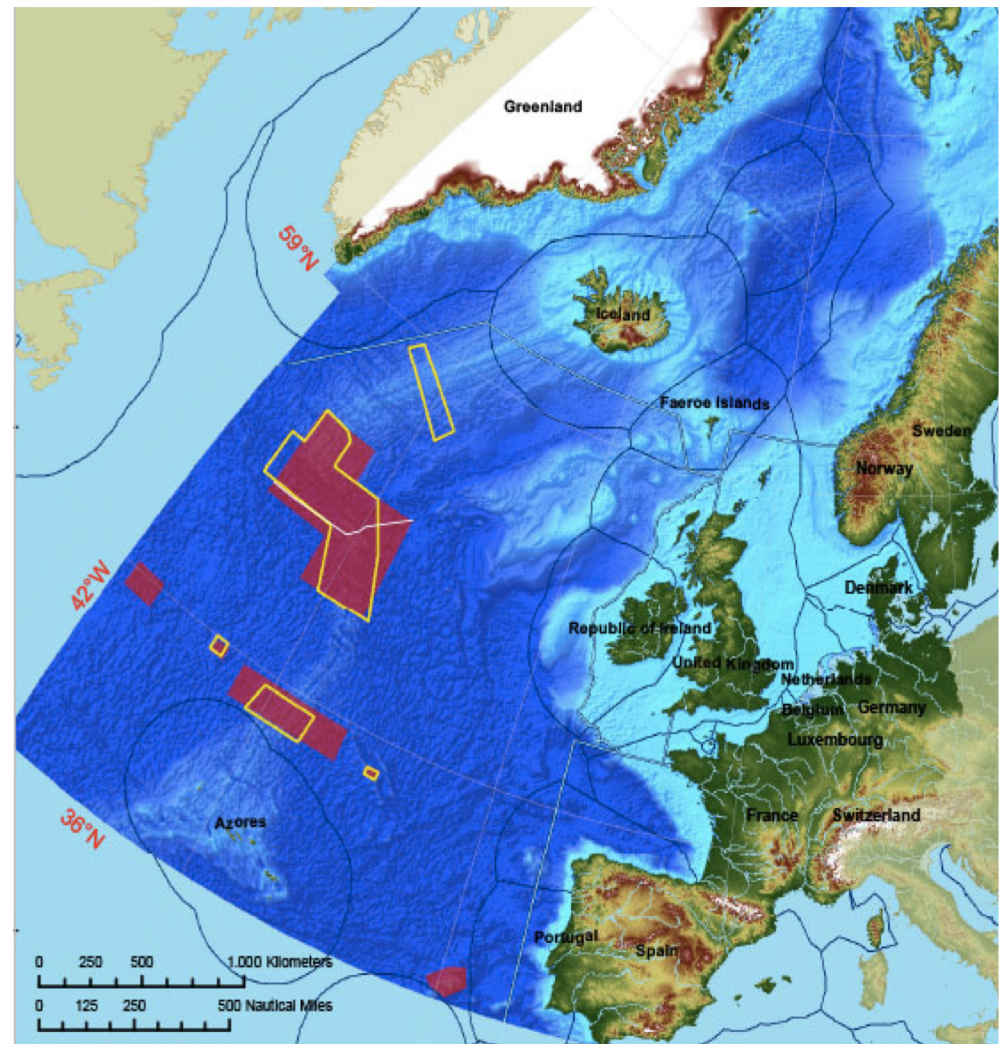 Greenland
59°N
Iceland
Faeroe Islands
Sweden
Norway
42°W
Denmark
Republic of Ireland
United Kingdom
Netherlands
Belgium
Germany
Luxembourg
36°N
Azores
France
Switzerland
Portugal
Spain
0 250 500 1.000 Kilometers
0 125 250 500 Nautical Miles